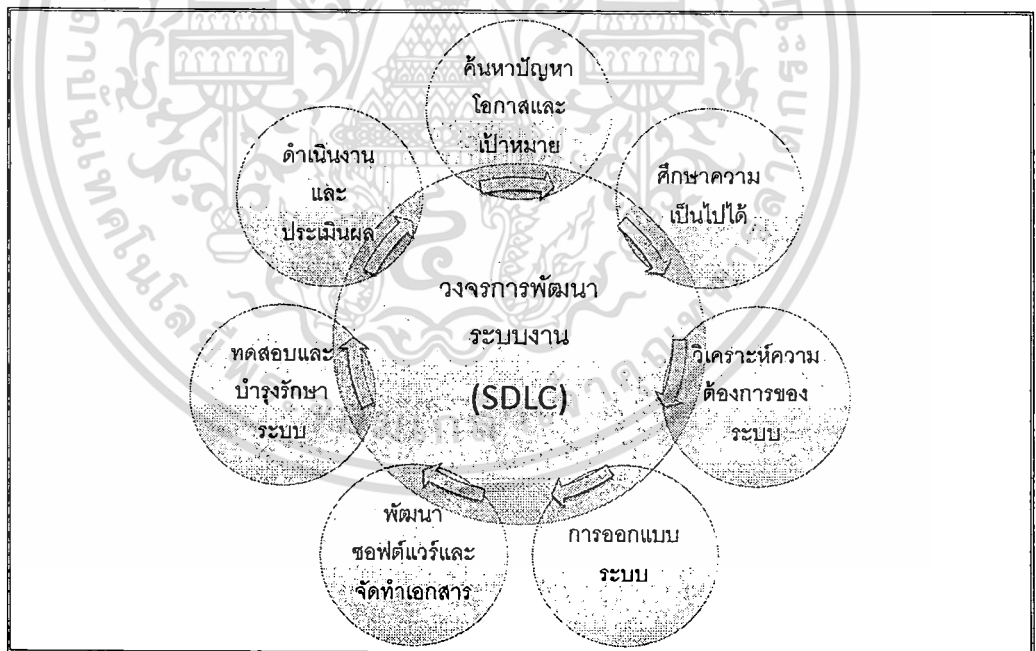 ค้นหาปัญหา
โอกาสและ
เป้าหมาย
ศึกษาความ
เป็นไปได้
วิเคราะห์ความ
ต้องการของ
ระบบ
การออกแบบ
ระบบ
พัฒนา
ซอฟต์แวร์และ
จัดทำเอกสาร
ทดสอบและ
บำรุงรักษา
ระบบ
ดำเนินงาน
และ
ประเมินผล
วงจรการพัฒนา
ระบบงาน
(SDLC)